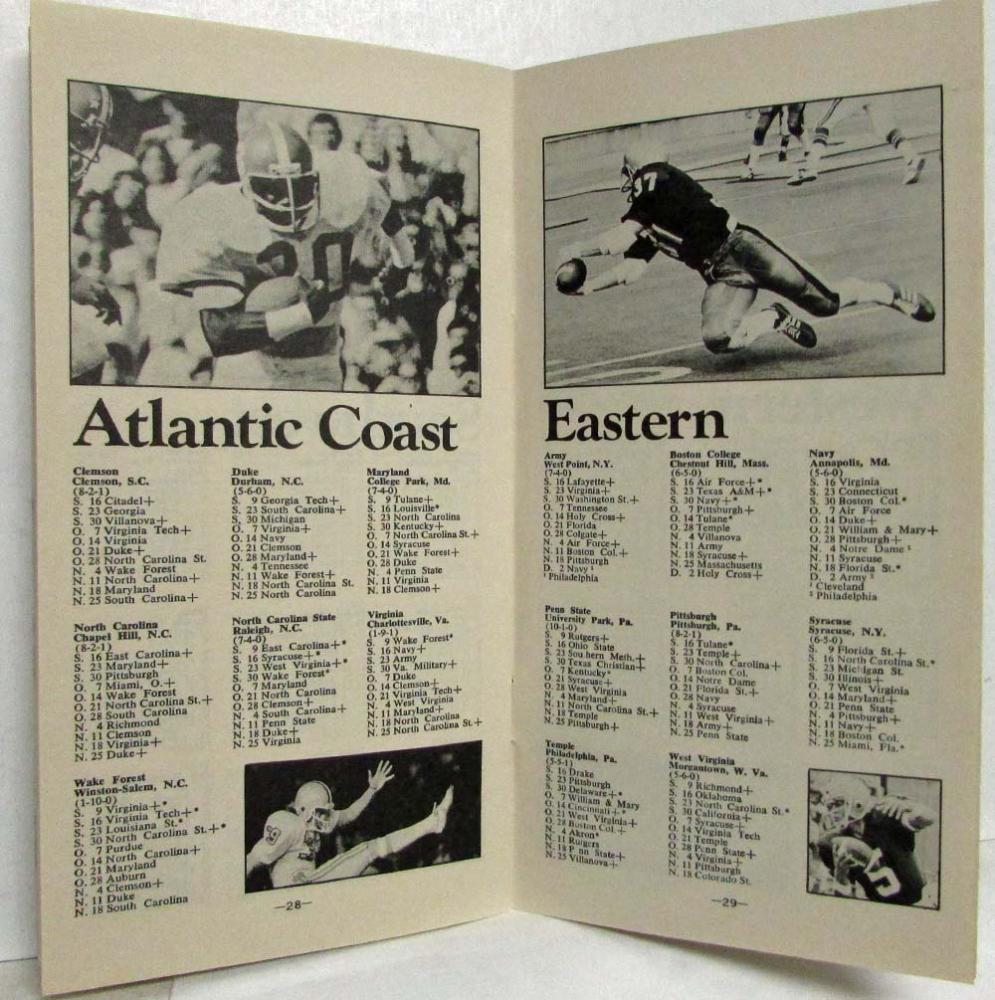 20
Atlantic Coast
Clemson
Clemson, S.C.
(8-2-1)
S. 16 Citadel+
S. 23 Georgia
S. 30 Villanova+
O. 7 Virginia Tech+
O. 14 Virginia
O. 21 Duke+
O. 28 North Carolina St.
N. 4 Wake Forest
N. 11 North Carolina+
N. 18 Maryland
N. 25 South Carolina+
Duke
Durham, N.C.
(5-6-0)
S. 9 Georgia Tech+
S. 23 South Carolina+
S. 30 Michigan
O. 7 Virginia+
O. 14 Navy
O. 21 Clemson
O. 28 Maryland+
N. 4 Tennessee
N. 11 Wake Forest+
N. 18 North Carolina St.
N. 25 North Carolina
Maryland
College Park, Md.
(7-4-0)
S. 9 Tulane+
S. 16 Louisville*
S. 23 North Carolina
S. 30 Kentucky+
O. 7 North Carolina St.+
O. 14 Syracuse
O. 21 Wake Forest+
O. 28 Duke
N. 4 Penn State
N. 11 Virginia
N. 18 Clemson+
North Carolina
Chapel Hill, N.C.
(8-2-1)
S. 16 East Carolina+
S. 23 Maryland+
S. 30 Pittsburgh
O. 7 Miami, O.+
O. 14 Wake Forest
O. 21 North Carolina St.+
O. 28 South Carolina
N. 4 Richmond
N. 11 Clemson
N. 18 Virginia+
N. 25 Duke+
North Carolina State
Raleigh, N.C.
(7-4-0)
S. 9 East Carolina+*
S. 16 Syracuse+*
S. 23 West Virginia+*
S. 30 Wake Forest*
O. 7 Maryland
O. 21 North Carolina
O. 28 Clemson+
N. 4 South Carolina+
N. 11 Penn State
N. 18 Duke+
N. 25 Virginia
Virginia
Charlottesville, Va.
(1-9-1)
S. 9 Wake Forest*
S. 16 Navy+
S. 23 Army
S. 30 Va. Military+
O. 7 Duke
O. 14 Clemson+
O. 21 Virginia Tech+
N. 4 West Virginia
N. 11 Maryland+
N. 18 North Carolina
N. 25 North Carolina St.+
Wake Forest
Winston-Salem, N.C.
(1-10-0)
S. 9 Virginia+*
S. 16 Virginia Tech+*
S. 23 Louisiana St.*
S. 30 North Carolina St.+*
O. 7 Purdue
O. 14 North Carolina+
O. 21 Maryland
O. 28 Auburn
N. 4 Clemson+
N. 11 Duke
N. 18 South Carolina
—28—
37
Eastern
Army
West Point, N.Y.
(7-4-0)
S. 16 Lafayette+
S. 23 Virginia+
S. 30 Washington St.+
O. 7 Tennessee
O. 14 Holy Cross+
O. 21 Florida
O. 28 Colgate+
N. 4 Air Force+
N. 11 Boston Col.+
N. 18 Pittsburgh
D. 2 Navy ¹
¹ Philadelphia
Boston College
Chestnut Hill, Mass.
(6-5-0)
S. 16 Air Force+*
S. 23 Texas A&M+*
S. 30 Navy+*
O. 7 Pittsburgh+
O. 14 Tulane*
O. 28 Temple
N. 4 Villanova
N. 11 Army
N. 18 Syracuse+
N. 25 Massachusetts
D. 2 Holy Cross+
Navy
Annapolis, Md.
(5-6-0)
S. 16 Virginia
S. 23 Connecticut
S. 30 Boston Col.*
O. 7 Air Force
O. 14 Duke+
O. 21 William & Mary+
O. 28 Pittsburgh+
N. 4 Notre Dame ¹
N. 11 Syracuse
N. 18 Florida St.*
D. 2 Army ²
¹ Cleveland
² Philadelphia
Penn State
University Park, Pa.
(10-1-0)
S. 9 Rutgers+
S. 16 Ohio State
S. 23 Southern Meth.+
S. 30 Texas Christian+
O. 7 Kentucky*
O. 21 Syracuse+
O. 28 West Virginia
N. 4 Maryland+
N. 11 North Carolina St.+
N. 18 Temple
N. 25 Pittsburgh+
Pittsburgh
Pittsburgh, Pa.
(8-2-1)
S. 16 Tulane*
S. 23 Temple+
S. 30 North Carolina+
O. 7 Boston Col.
O. 14 Notre Dame
O. 21 Florida St.+
O. 28 Navy
N. 4 Syracuse
N. 11 West Virginia+
N. 18 Army+
N. 25 Penn State
Syracuse
Syracuse, N.Y.
(6-5-0)
S. 9 Florida St.+
S. 16 North Carolina St.*
S. 23 Michigan St.
S. 30 Illinois+
O. 7 West Virginia
O. 14 Maryland+
O. 21 Penn State
N. 4 Pittsburgh+
N. 11 Navy+
N. 18 Boston Col.
N. 25 Miami, Fla.*
Temple
Philadelphia, Pa.
(5-5-1)
S. 16 Drake
S. 23 Pittsburgh
S. 30 Delaware+*
O. 7 William & Mary
O. 14 Cincinnati+*
O. 21 West Virginia+
O. 28 Boston Col.+
N. 4 Akron*
N. 11 Rutgers
N. 18 P nn State+
N. 25 Villanova+
West Virginia
Morgantown, W. Va.
(5-6-0)
S. 9 Richmond+
S. 16 Oklahoma
S. 23 North Carolina St.*
S. 30 California+
O. 7 Syracuse+
O. 14 Virginia Tech
O. 21 Temple
O. 28 Penn State+
N. 4 Virginia+
N. 11 Pittsburgh
N. 18 Colorado St.
—29—